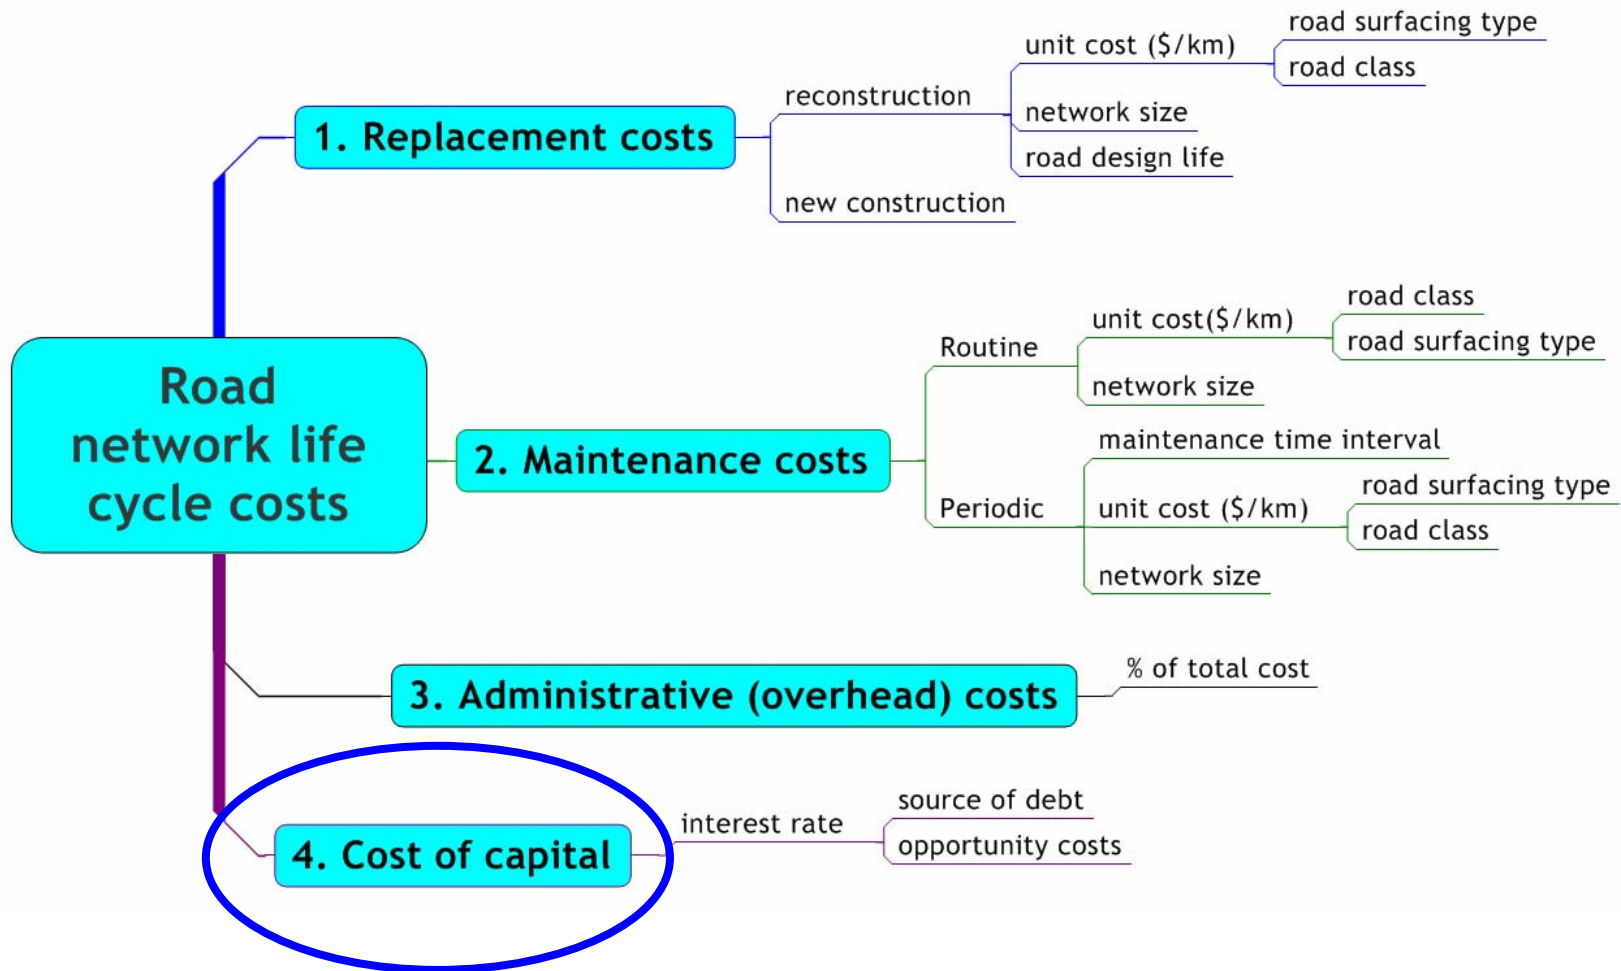 Road
network life
cycle costs
1. Replacement costs
reconstruction
unit cost ($/km)
road surfacing type
road class
network size
road design life
new construction
2. Maintenance costs
Routine
unit cost($/km)
road class
road surfacing type
network size
Periodic
maintenance time interval
unit cost ($/km)
road surfacing type
road class
network size
3. Administrative (overhead) costs
% of total cost
4. Cost of capital
interest rate
source of debt
opportunity costs